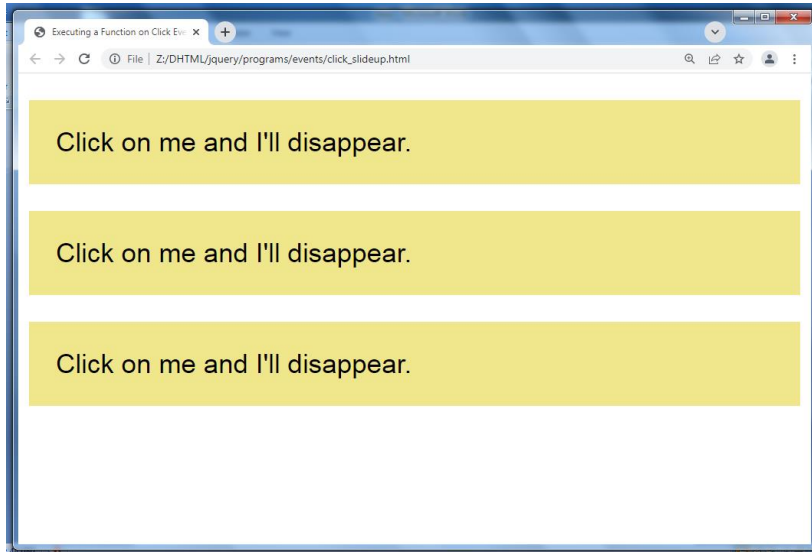 Executing a Function on Click Eve
File | Z:/DHTML/jquery/programs/events/click_slideup.html
Click on me and I'll disappear.
Click on me and I'll disappear.
Click on me and I'll disappear.